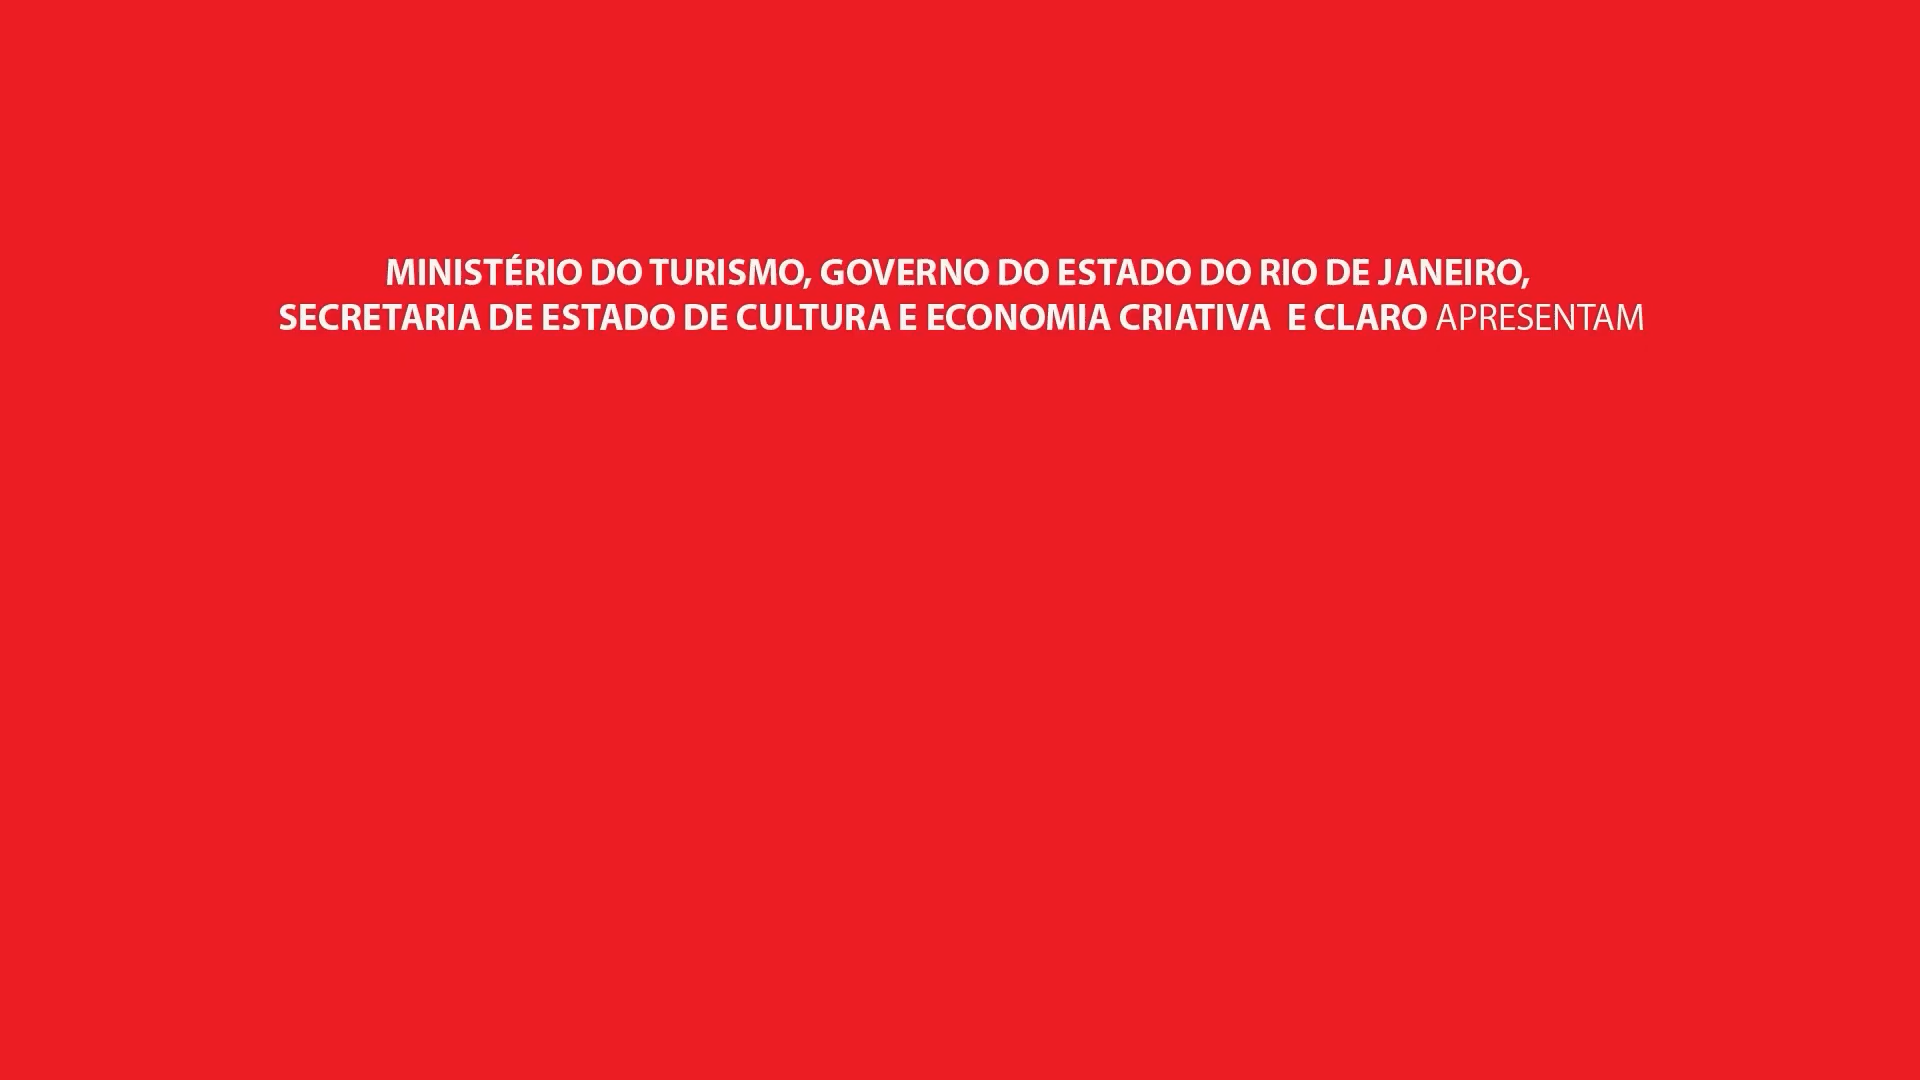 MINISTÉRIO DO TURISMO, GOVERNO DO ESTADO DO RIO DE JANEIRO,
SECRETARIA DE ESTADO DE CULTURA E ECONOMIA CRIATIVA  E CLARO APRESENTAM